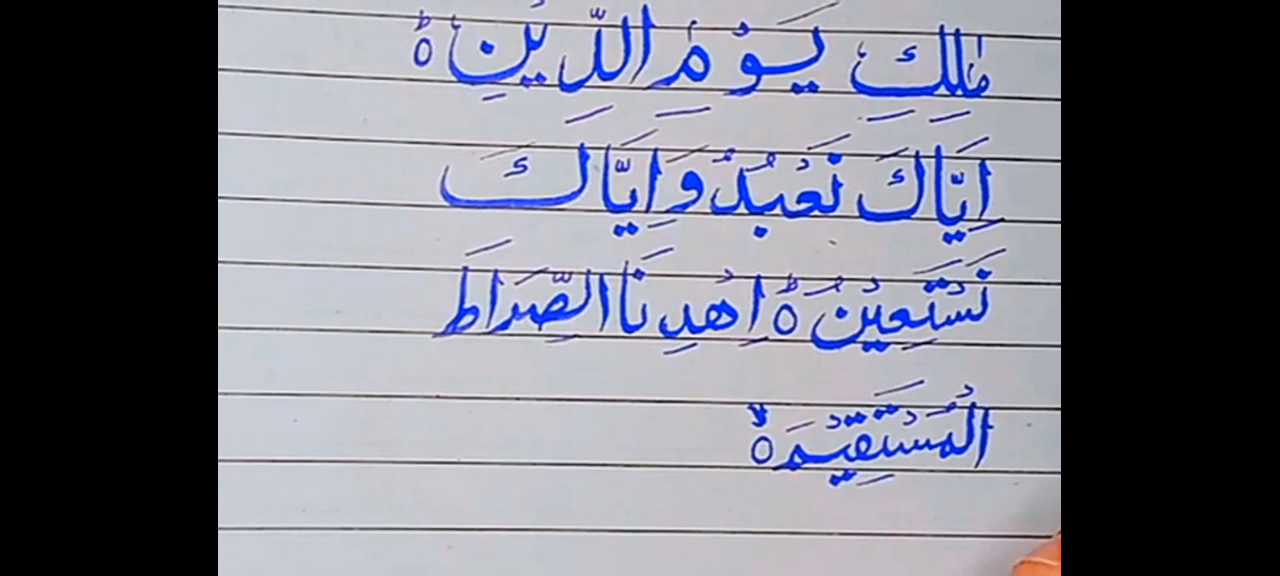 مٰلِكِ يَوْمِ الدِّيْنِ ؕ
اِيَّاكَ نَعْبُدُ وَاِيَّاكَ
نَسْتَعِيْنُ ؕ اِهْدِنَا الصِّرَاطَ
الْمُسْتَقِيْمَ ۙ